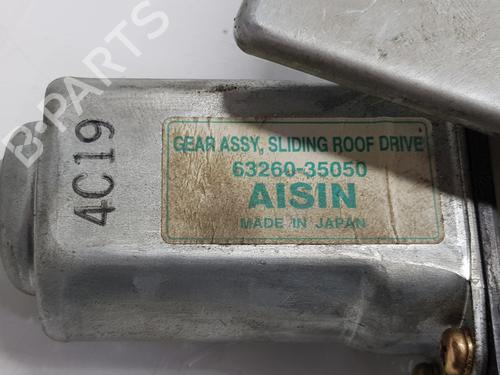 B-PARTS
GEAR ASSY, SLIDING ROOF DRIVE
63260-35050
AISIN
MADE IN JAPAN
4C19